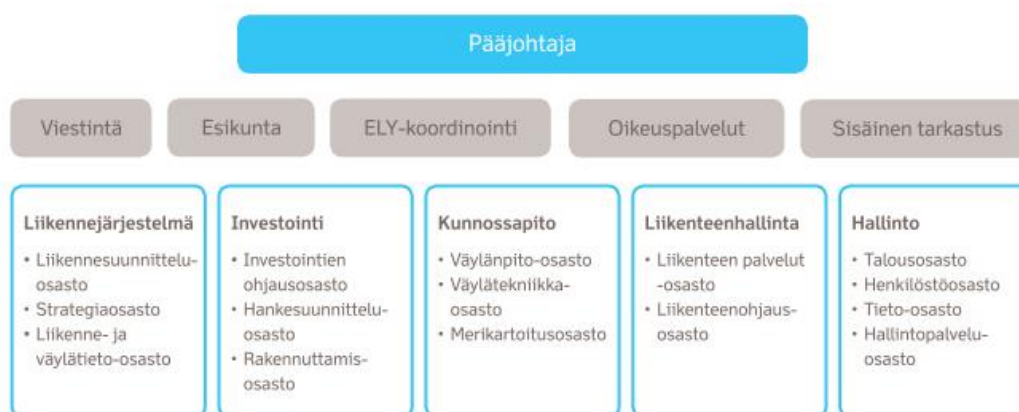 Pääjohtaja
Viestintä
Esikunta
ELY-koordinointi
Oikeuspalvelut
Sisäinen tarkastus
Liikennejärjestelmä
• Liikennesuunnittelu-
osasto
• Strategiaosasto
• Liikenne- ja
väylätieto-osasto
Investointi
• Investointien
ohjausosasto
• Hankesuunnittelu-
osasto
• Rakennuttamis-
osasto
Kunnossapito
• Väylänpito-osasto
• Väylätekniikka-
osasto
• Merikartoitusosasto
Liikenteenhallinta
• Liikenteen palvelut
-osasto
• Liikenteenohjaus-
osasto
Hallinto
• Talousosasto
• Henkilöstöosasto
• Tieto-osasto
• Hallintopalvelu-
osasto